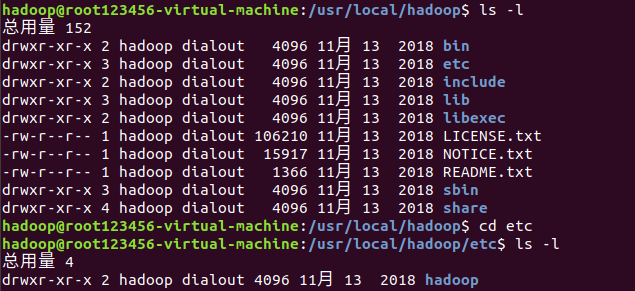 hadoop@root123456-virtual-machine:/usr/local/hadoop$ ls -l
总用量 152
drwxr-xr-x 2 hadoop dialout   4096 11月 13  2018 bin
drwxr-xr-x 3 hadoop dialout   4096 11月 13  2018 etc
drwxr-xr-x 2 hadoop dialout   4096 11月 13  2018 include
drwxr-xr-x 3 hadoop dialout   4096 11月 13  2018 lib
drwxr-xr-x 2 hadoop dialout   4096 11月 13  2018 libexec
-rw-r--r-- 1 hadoop dialout 106210 11月 13  2018 LICENSE.txt
-rw-r--r-- 1 hadoop dialout  15917 11月 13  2018 NOTICE.txt
-rw-r--r-- 1 hadoop dialout   1366 11月 13  2018 README.txt
drwxr-xr-x 3 hadoop dialout   4096 11月 13  2018 sbin
drwxr-xr-x 4 hadoop dialout   4096 11月 13  2018 share
hadoop@root123456-virtual-machine:/usr/local/hadoop$ cd etc
hadoop@root123456-virtual-machine:/usr/local/hadoop/etc$ ls -l
总用量 4
drwxr-xr-x 2 hadoop dialout 4096 11月 13  2018 hadoop